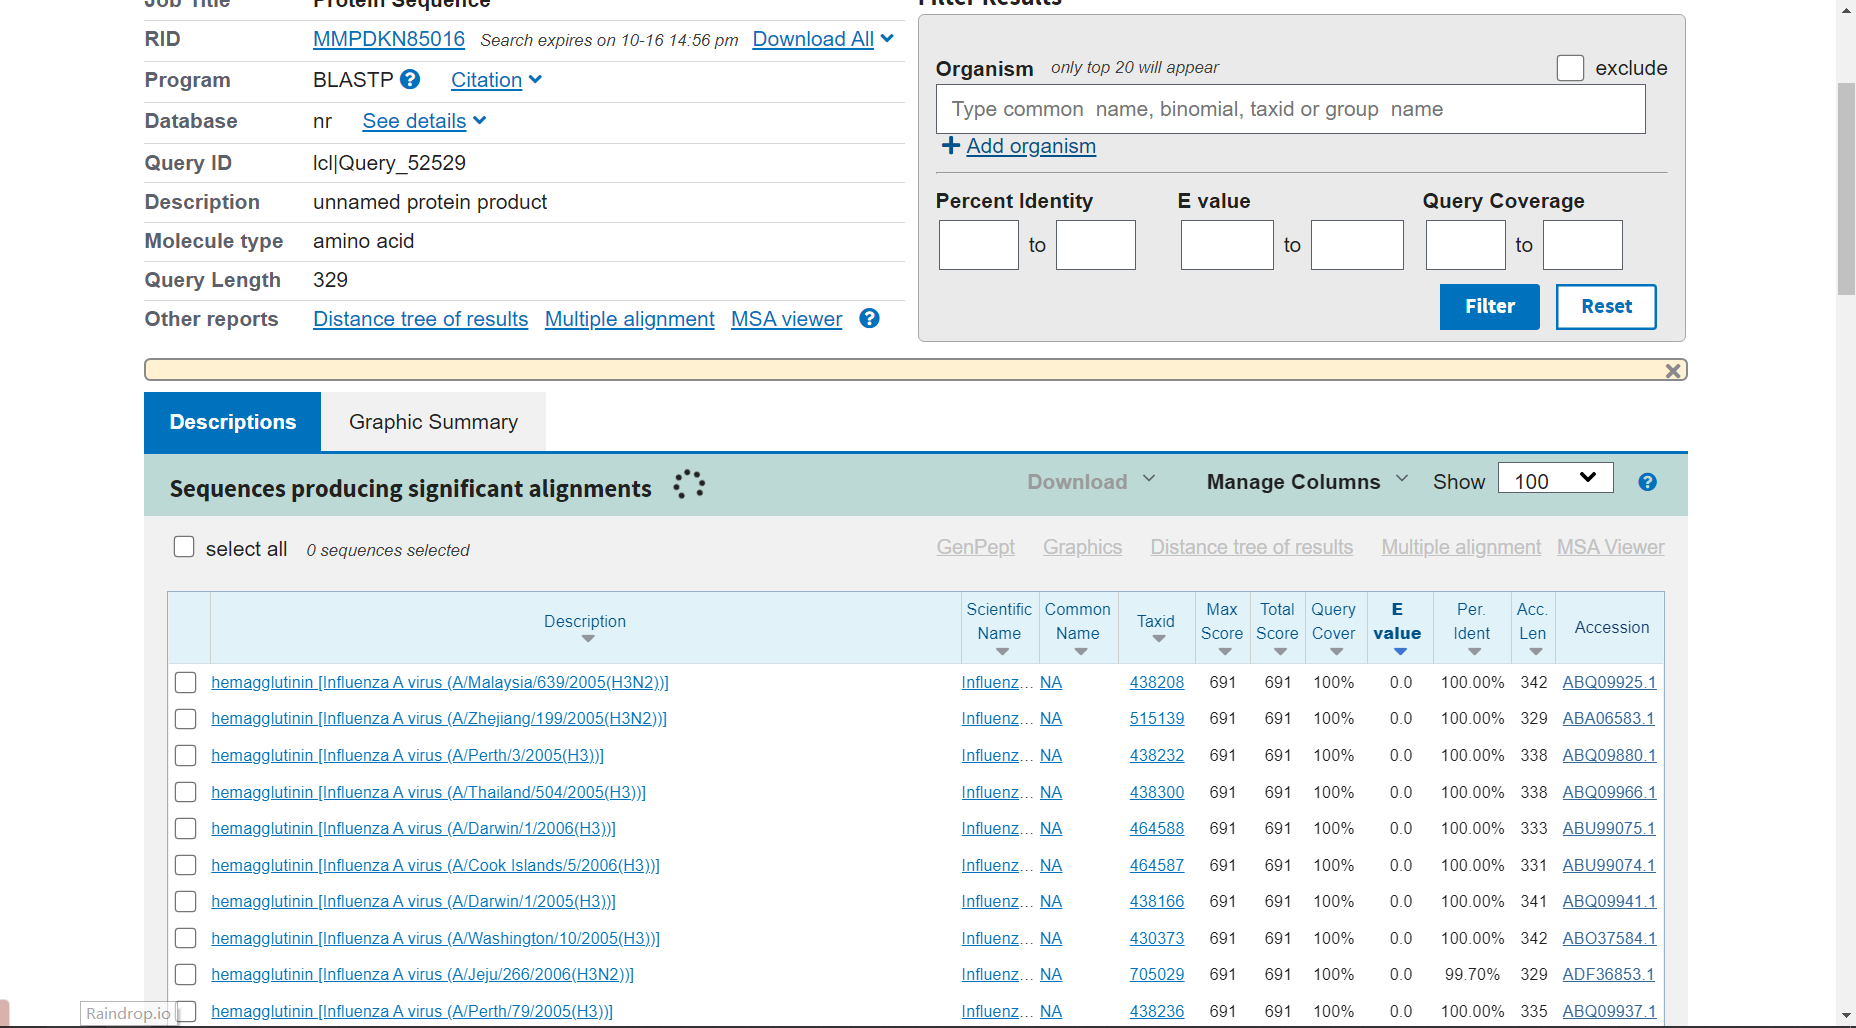 Job Title Protein Sequence
RID MMPDKN85016 Search expires on 10-16 14:56 pm Download All
Program BLASTP Citation
Database nr See details
Query ID lcl|Query_52529
Description unnamed protein product
Molecule type amino acid
Query Length 329
Other reports Distance tree of results Multiple alignment MSA viewer
Filter Results
Organism only top 20 will appear exclude
Type common name, binomial, taxid or group name
Add organism
Percent Identity E value Query Coverage
to to to
Filter Reset
Descriptions Graphic Summary
Sequences producing significant alignments Download Manage Columns Show 100
select all 0 sequences selected GenPept Graphics Distance tree of results Multiple alignment MSA Viewer
Description Scientific Name Common Name Taxid Max Score Total Score Query Cover E value Per. Ident Acc. Len Accession
hemagglutinin [Influenza A virus (A/Malaysia/639/2005(H3N2))] Influenz... NA 438208 691 691 100% 0.0 100.00% 342 ABQ09925.1
hemagglutinin [Influenza A virus (A/Zhejiang/199/2005(H3N2))] Influenz... NA 515139 691 691 100% 0.0 100.00% 329 ABA06583.1
hemagglutinin [Influenza A virus (A/Perth/3/2005(H3))] Influenz... NA 438232 691 691 100% 0.0 100.00% 338 ABQ09880.1
hemagglutinin [Influenza A virus (A/Thailand/504/2005(H3))] Influenz... NA 438300 691 691 100% 0.0 100.00% 338 ABQ09966.1
hemagglutinin [Influenza A virus (A/Darwin/1/2006(H3))] Influenz... NA 464588 691 691 100% 0.0 100.00% 333 ABU99075.1
hemagglutinin [Influenza A virus (A/Cook Islands/5/2006(H3))] Influenz... NA 464587 691 691 100% 0.0 100.00% 331 ABU99074.1
hemagglutinin [Influenza A virus (A/Darwin/1/2005(H3))] Influenz... NA 438166 691 691 100% 0.0 100.00% 341 ABQ09941.1
hemagglutinin [Influenza A virus (A/Washington/10/2005(H3))] Influenz... NA 430373 691 691 100% 0.0 100.00% 342 ABO37584.1
hemagglutinin [Influenza A virus (A/Jeju/266/2006(H3N2))] Influenz... NA 705029 691 691 100% 0.0 99.70% 329 ADF36853.1
hemagglutinin [Influenza A virus (A/Perth/79/2005(H3))] Influenz... NA 438236 691 691 100% 0.0 100.00% 335 ABQ09937.1
Raindrop.io